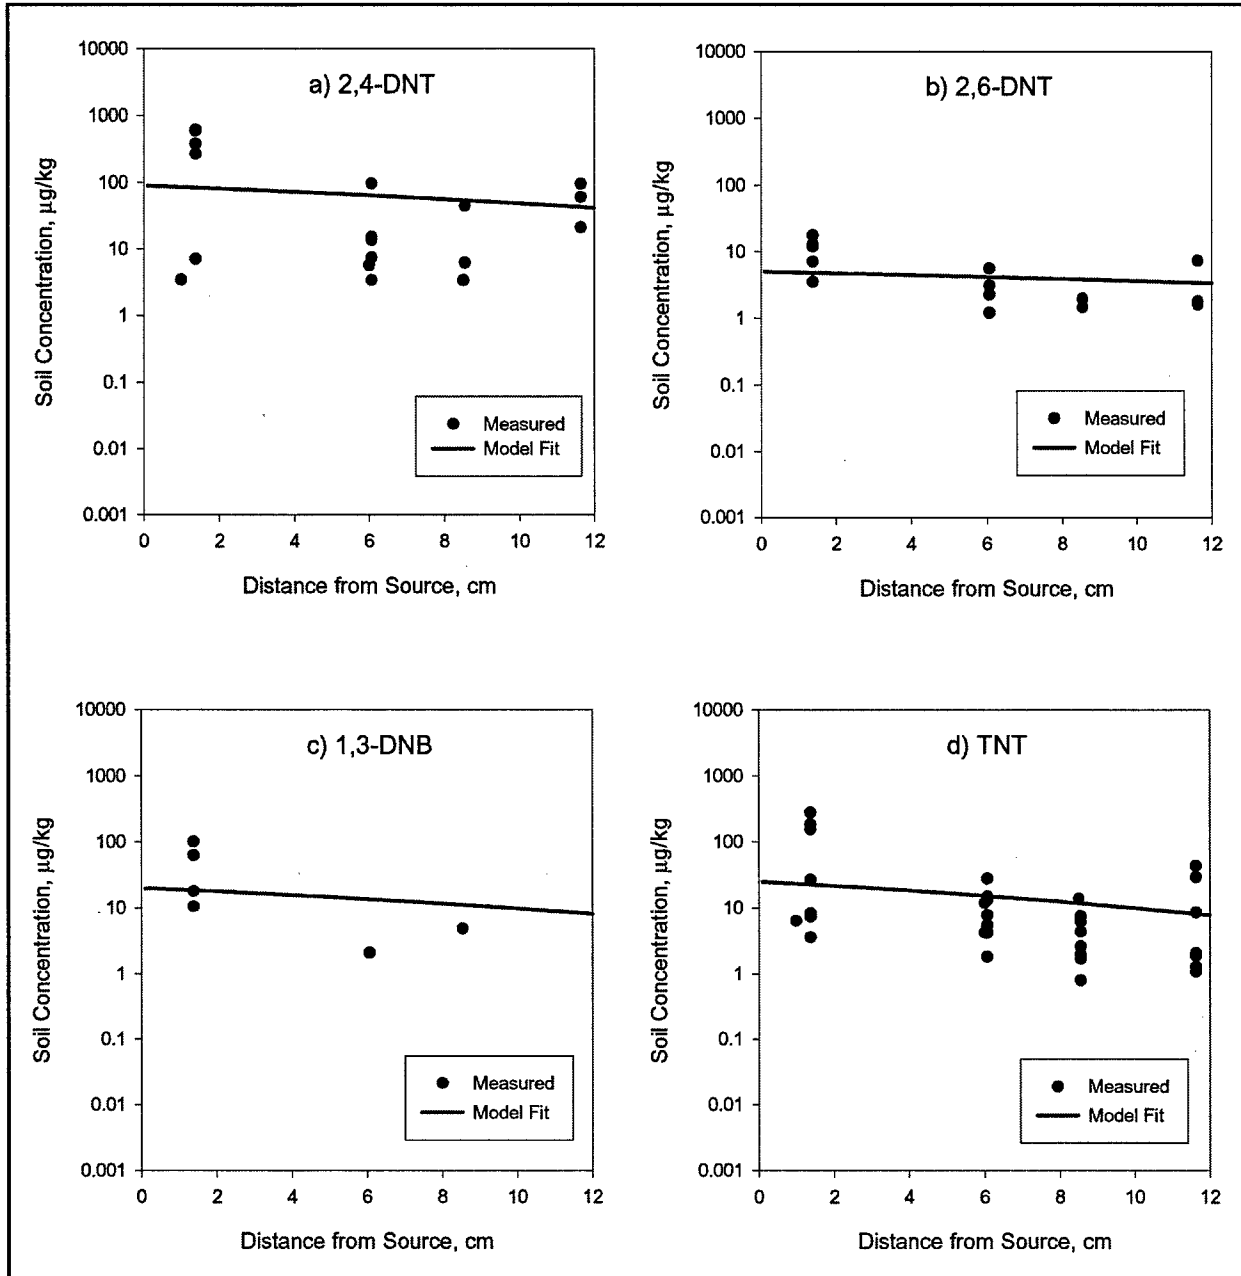 a) 2,4-DNT
Soil Concentration, μg/kg
10000
1000
100
10
1
0.1
0.01
0.001
Measured
Model Fit
0 2 4 6 8 10 12
Distance from Source, cm
b) 2,6-DNT
Soil Concentration, μg/kg
10000
1000
100
10
1
0.1
0.01
0.001
Measured
Model Fit
0 2 4 6 8 10 12
Distance from Source, cm
c) 1,3-DNB
Soil Concentration, μg/kg
10000
1000
100
10
1
0.1
0.01
0.001
Measured
Model Fit
0 2 4 6 8 10 12
Distance from Source, cm
d) TNT
Soil Concentration, μg/kg
10000
1000
100
10
1
0.1
0.01
0.001
Measured
Model Fit
0 2 4 6 8 10 12
Distance from Source, cm